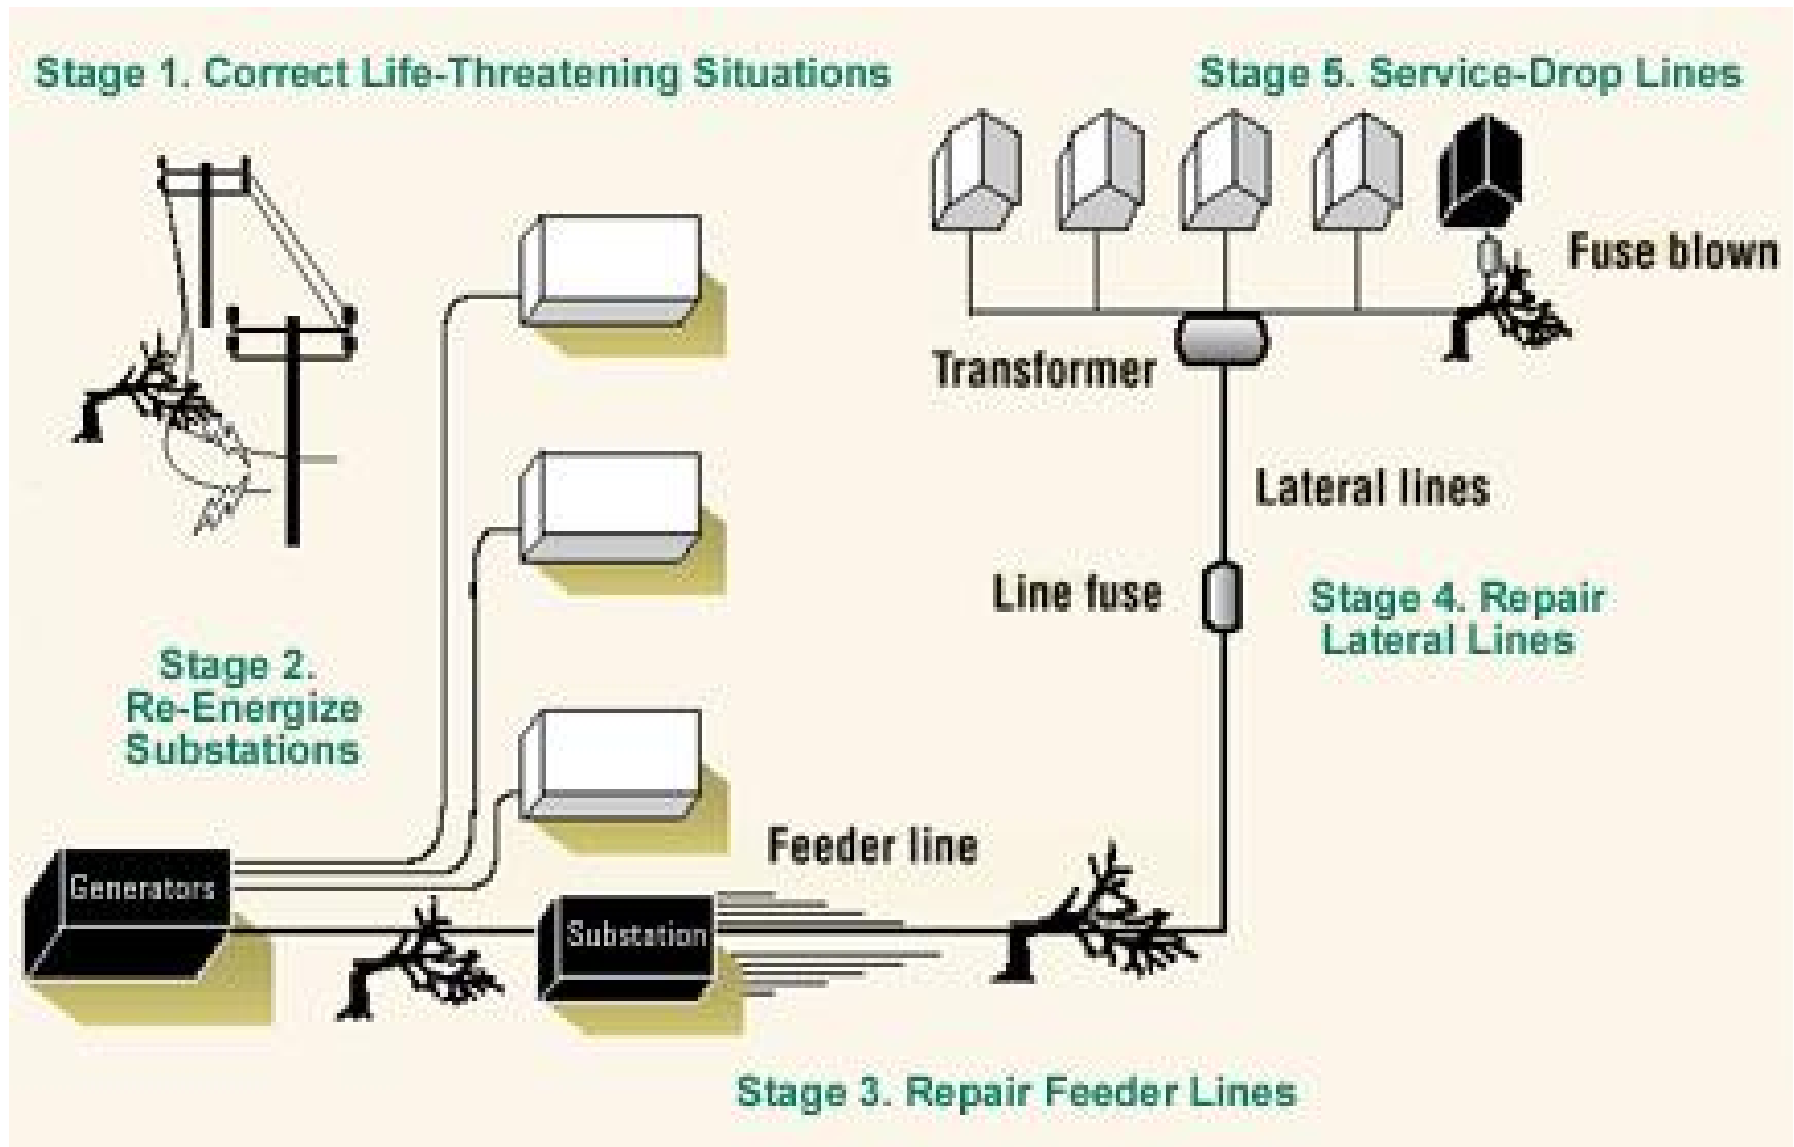 Stage 1. Correct Life-Threatening Situations
Stage 5. Service-Drop Lines
Fuse blown
Transformer
Lateral lines
Line fuse
Stage 4. Repair
Lateral Lines
Stage 2.
Re-Energize
Substations
Feeder line
Generators
Substation
Stage 3. Repair Feeder Lines